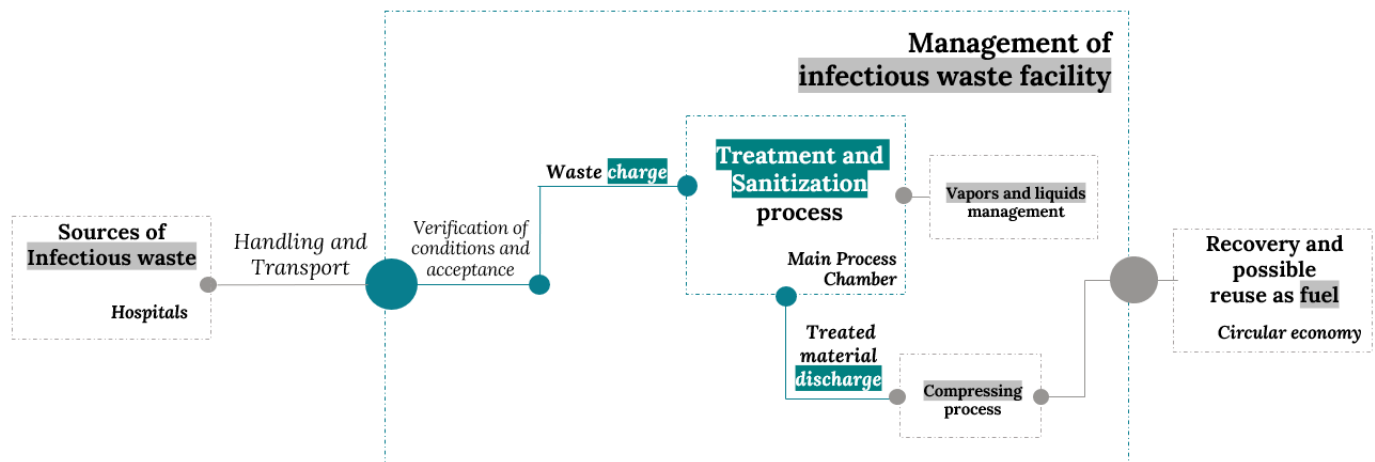 Management of
infectious waste facility
Sources of
Infectious waste
Hospitals
Handling and
Transport
Verification of
conditions and
acceptance
Waste charge
Treatment and
Sanitization
process
Main Process
Chamber
Vapors and liquids
management
Treated
material
discharge
Compressing
process
Recovery and
possible
reuse as fuel
Circular economy